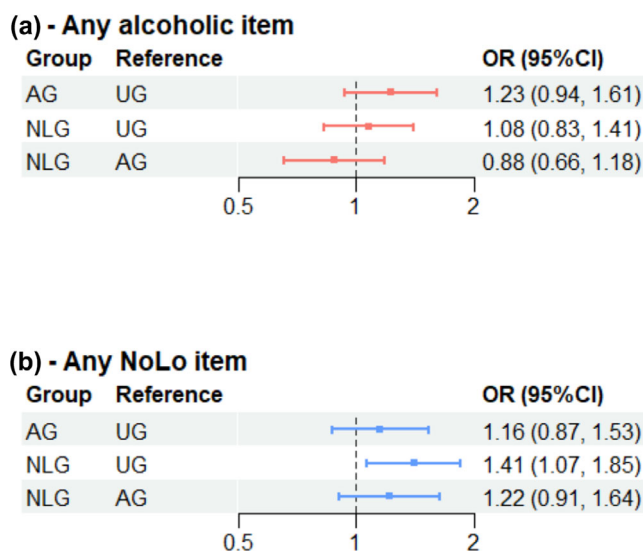 (a) - Any alcoholic item
Group Reference OR (95%CI)
AG UG 1.23 (0.94, 1.61)
NLG UG 1.08 (0.83, 1.41)
NLG AG 0.88 (0.66, 1.18)
0.5 1 2
(b) - Any NoLo item
Group Reference OR (95%CI)
AG UG 1.16 (0.87, 1.53)
NLG UG 1.41 (1.07, 1.85)
NLG AG 1.22 (0.91, 1.64)
0.5 1 2